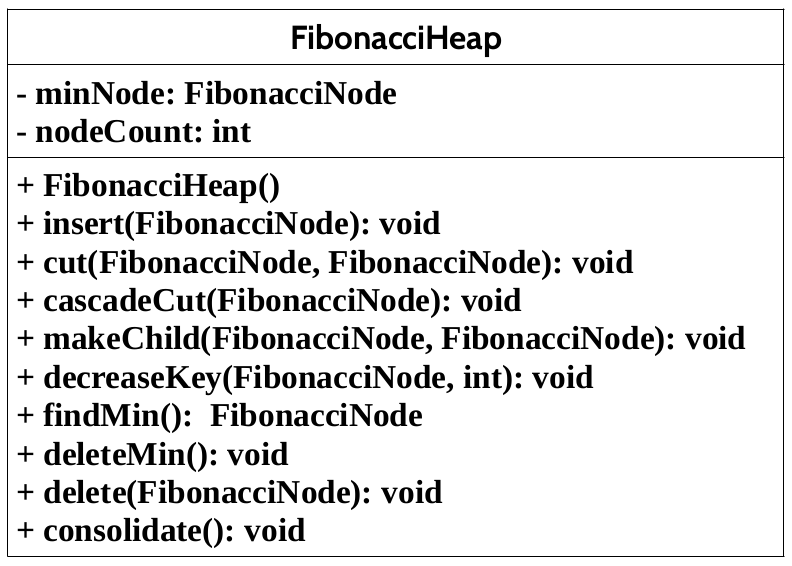 FibonacciHeap
- minNode: FibonacciNode
- nodeCount: int
+ FibonacciHeap()
+ insert(FibonacciNode): void
+ cut(FibonacciNode, FibonacciNode): void
+ cascadeCut(FibonacciNode): void
+ makeChild(FibonacciNode, FibonacciNode): void
+ decreaseKey(FibonacciNode, int): void
+ findMin():  FibonacciNode
+ deleteMin(): void
+ delete(FibonacciNode): void
+ consolidate(): void